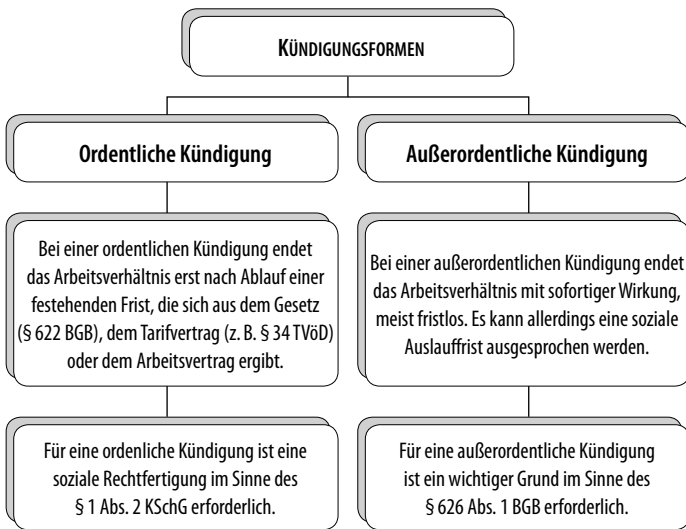 KÜNDIGUNGSFORMEN
Ordentliche Kündigung
Außerordentliche Kündigung
Bei einer ordentlichen Kündigung endet
das Arbeitsverhältnis erst nach Ablauf einer
festehenden Frist, die sich aus dem Gesetz
(§ 622 BGB), dem Tarifvertrag (z. B. § 34 TVöD)
oder dem Arbeitsvertrag ergibt.
Bei einer außerordentlichen Kündigung endet
das Arbeitsverhältnis mit sofortiger Wirkung,
meist fristlos. Es kann allerdings eine soziale
Auslauffrist ausgesprochen werden.
Für eine ordenliche Kündigung ist eine
soziale Rechtfertigung im Sinne des
§ 1 Abs. 2 KSchG erforderlich.
Für eine außerordentliche Kündigung
ist ein wichtiger Grund im Sinne des
§ 626 Abs. 1 BGB erforderlich.